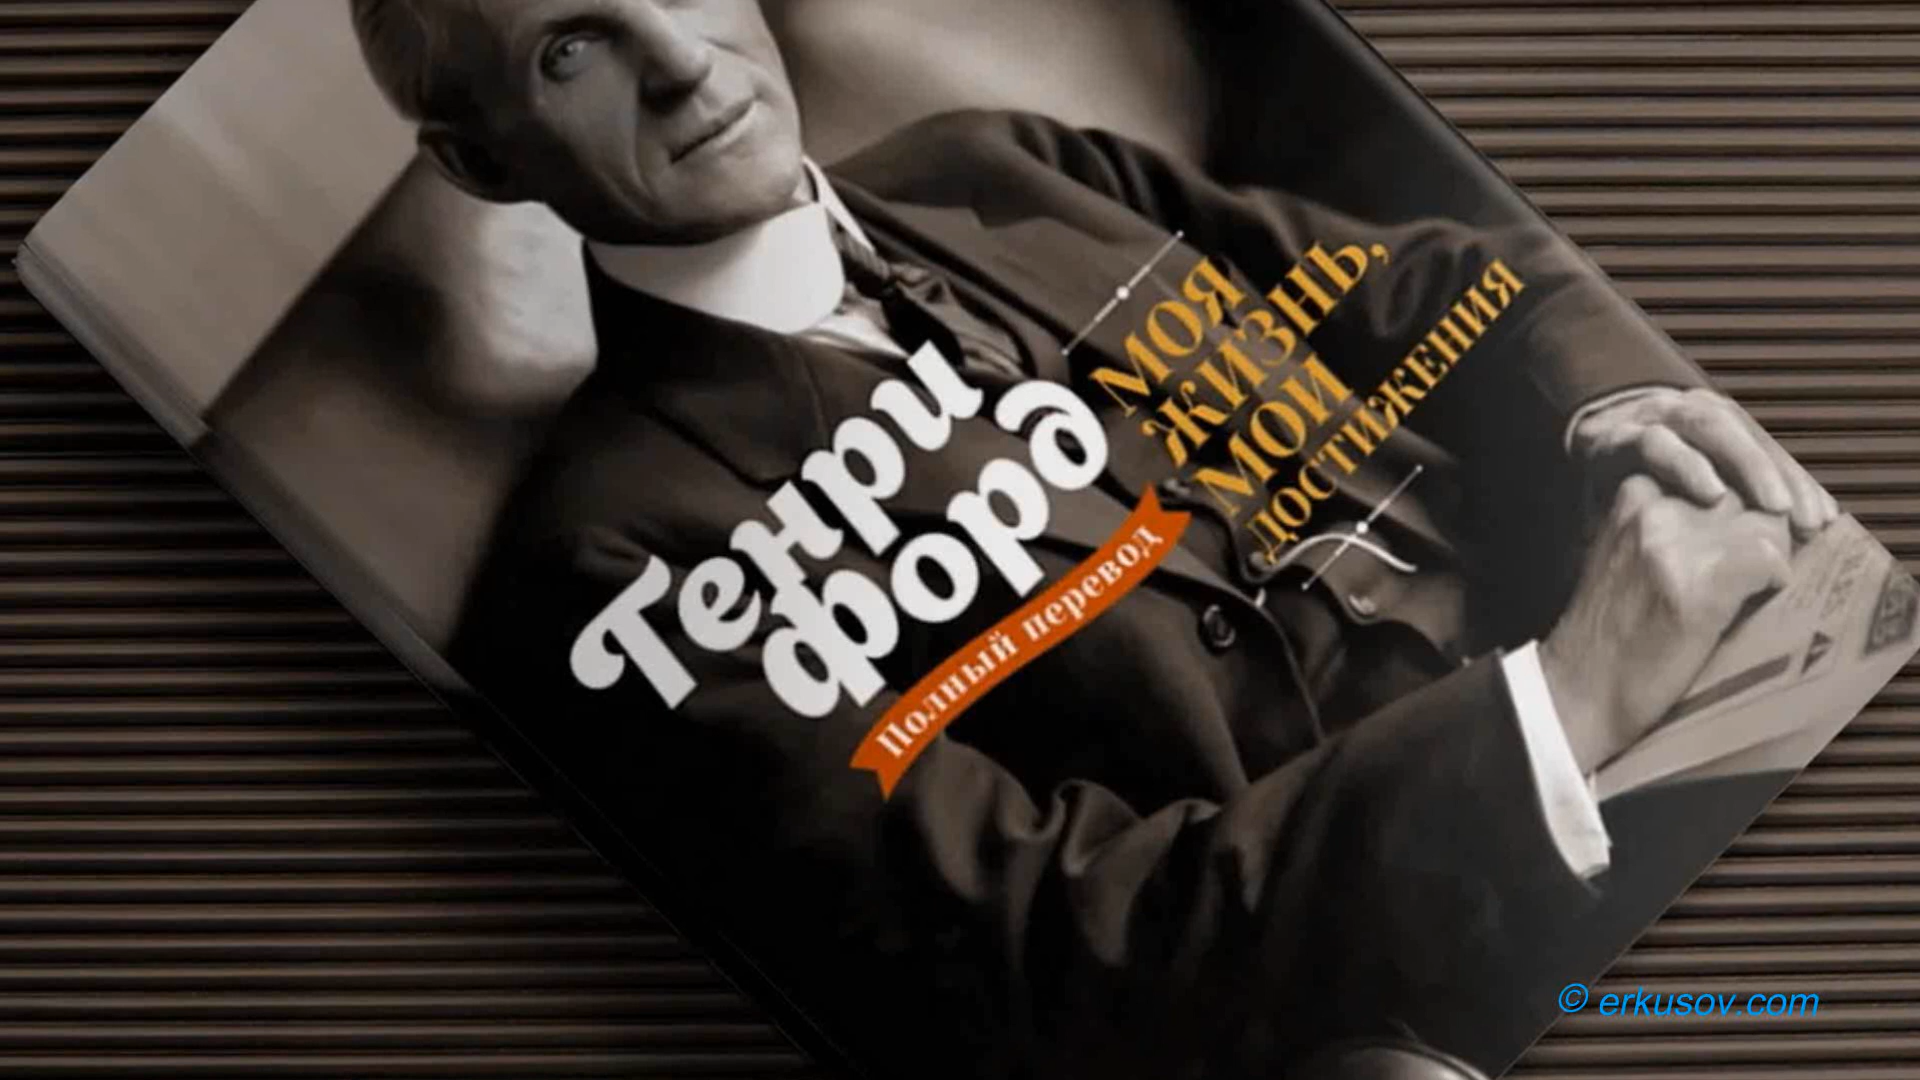 Генри
Форд
Полный перевод
МОЯ
ЖИЗНЬ,
МОИ
ДОСТИЖЕНИЯ
© erkusov.com